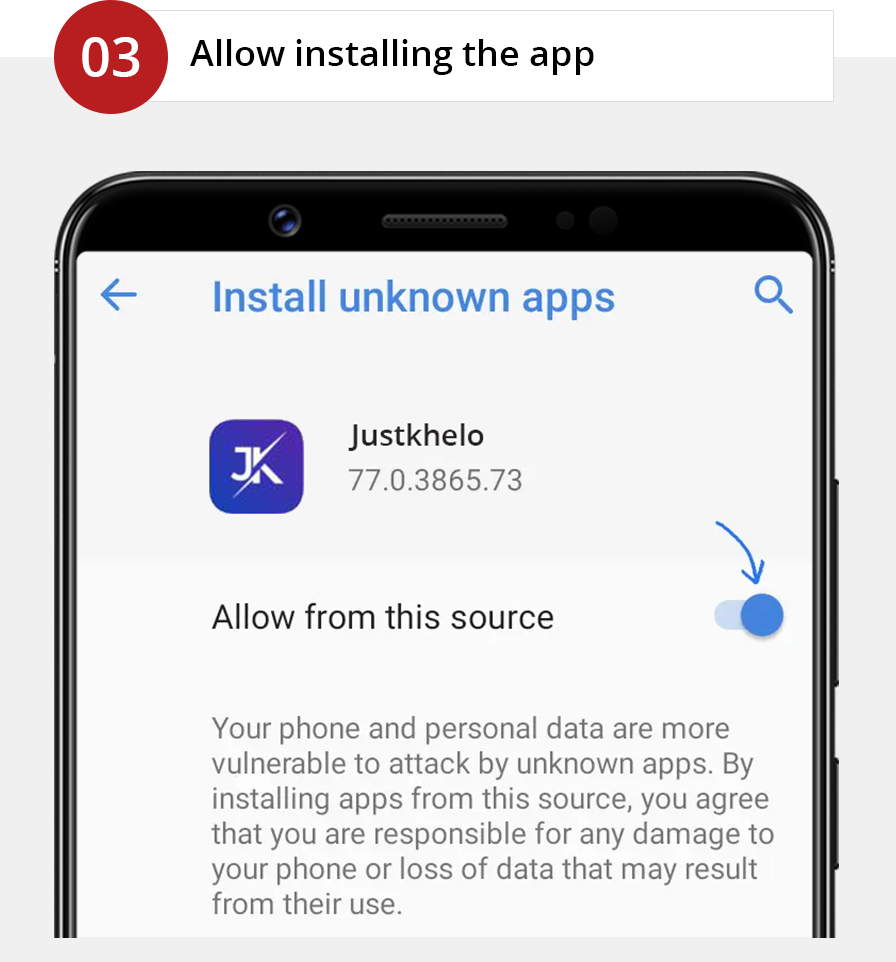 03
Allow installing the app
Install unknown apps
JK
Justkhelo
77.0.3865.73
Allow from this source
Your phone and personal data are more
vulnerable to attack by unknown apps. By
installing apps from this source, you agree
that you are responsible for any damage to
your phone or loss of data that may result
from their use.